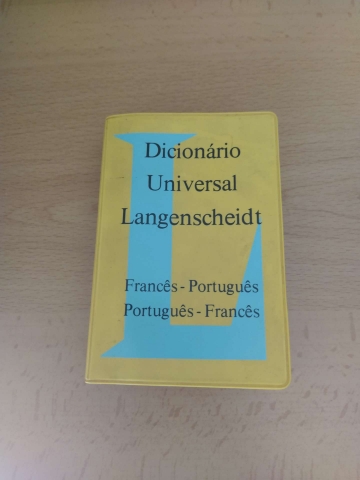 Dicionário
Universal
Langenscheidt
Francês - Português
Português - Francês